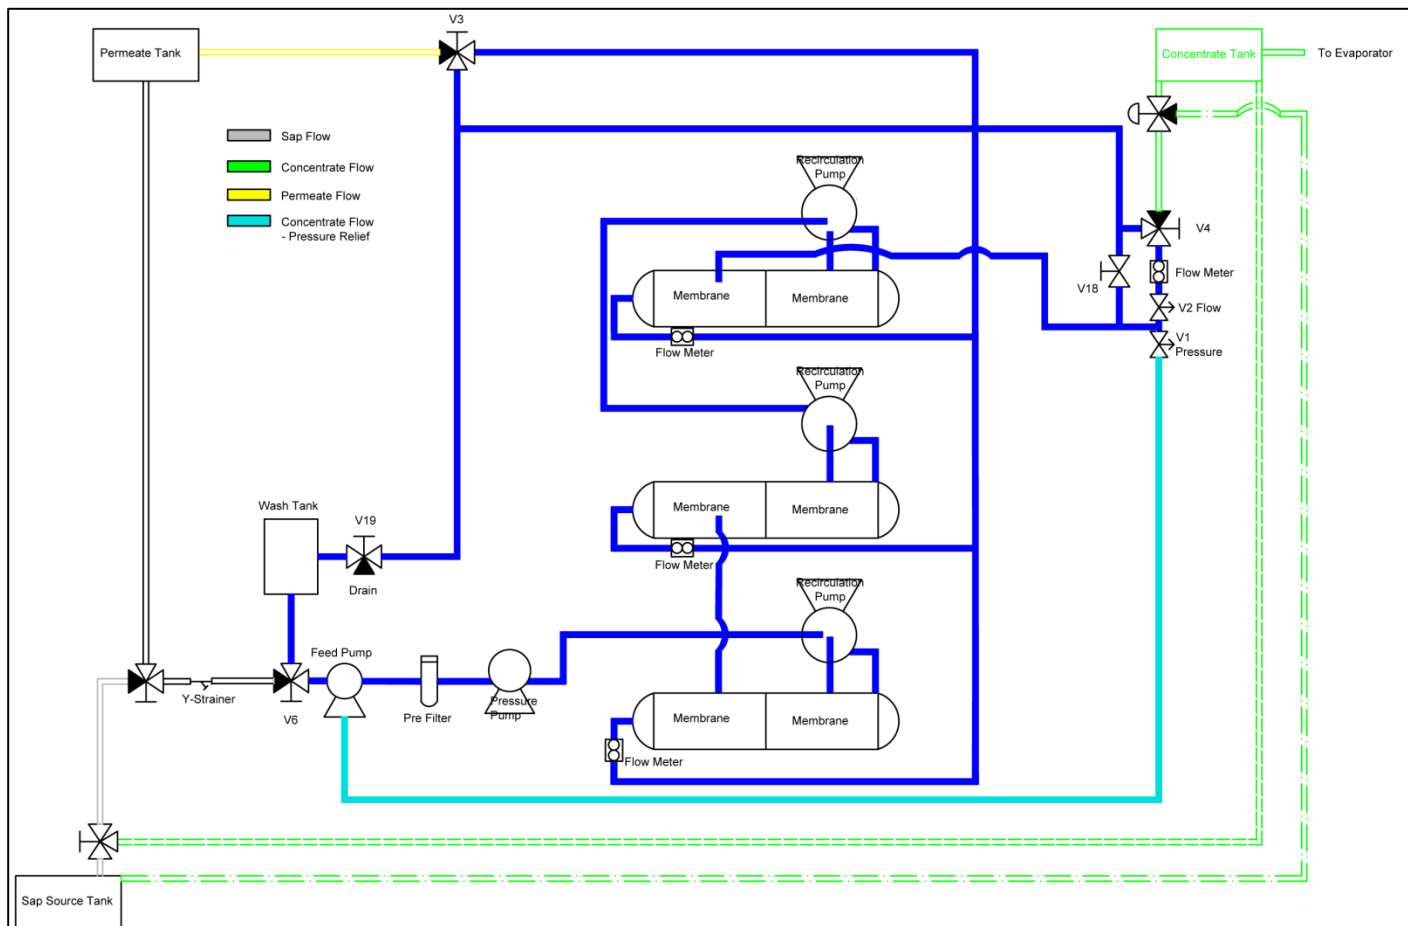 V3
Permeate Tank
Concentrate Tank
To Evaporator
Sap Flow
Concentrate Flow
Permeate Flow
Concentrate Flow
- Pressure Relief
Recirculation
Pump
V4
Membrane
Membrane
Flow Meter
V18
V2 Flow
V1
Pressure
Flow Meter
Recirculation
Pump
Wash Tank
V19
Membrane
Membrane
Flow Meter
Drain
Recirculation
Pump
Feed Pump
Y-Strainer
V6
Pre Filter
Pressure
Pump
Membrane
Membrane
Flow Meter
Sap Source Tank